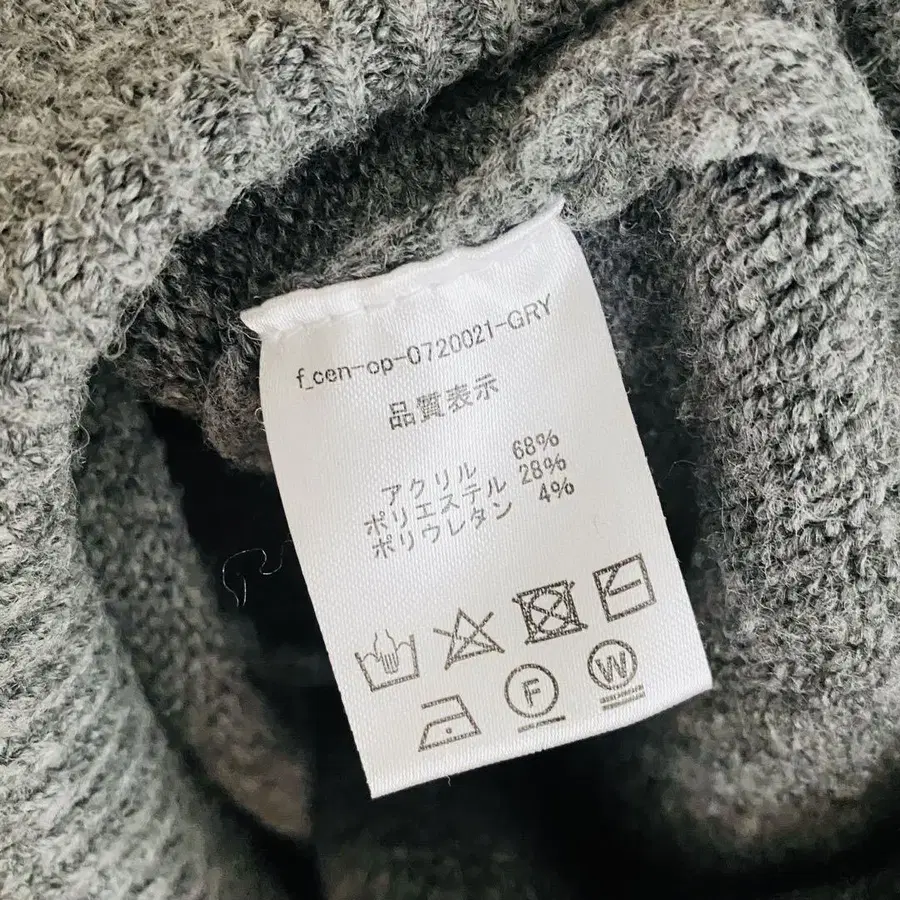 f_cen-op-0720021-GRY
品質表示
アクリル 68%
ポリエステル 28%
ポリウレタン 4%
F W